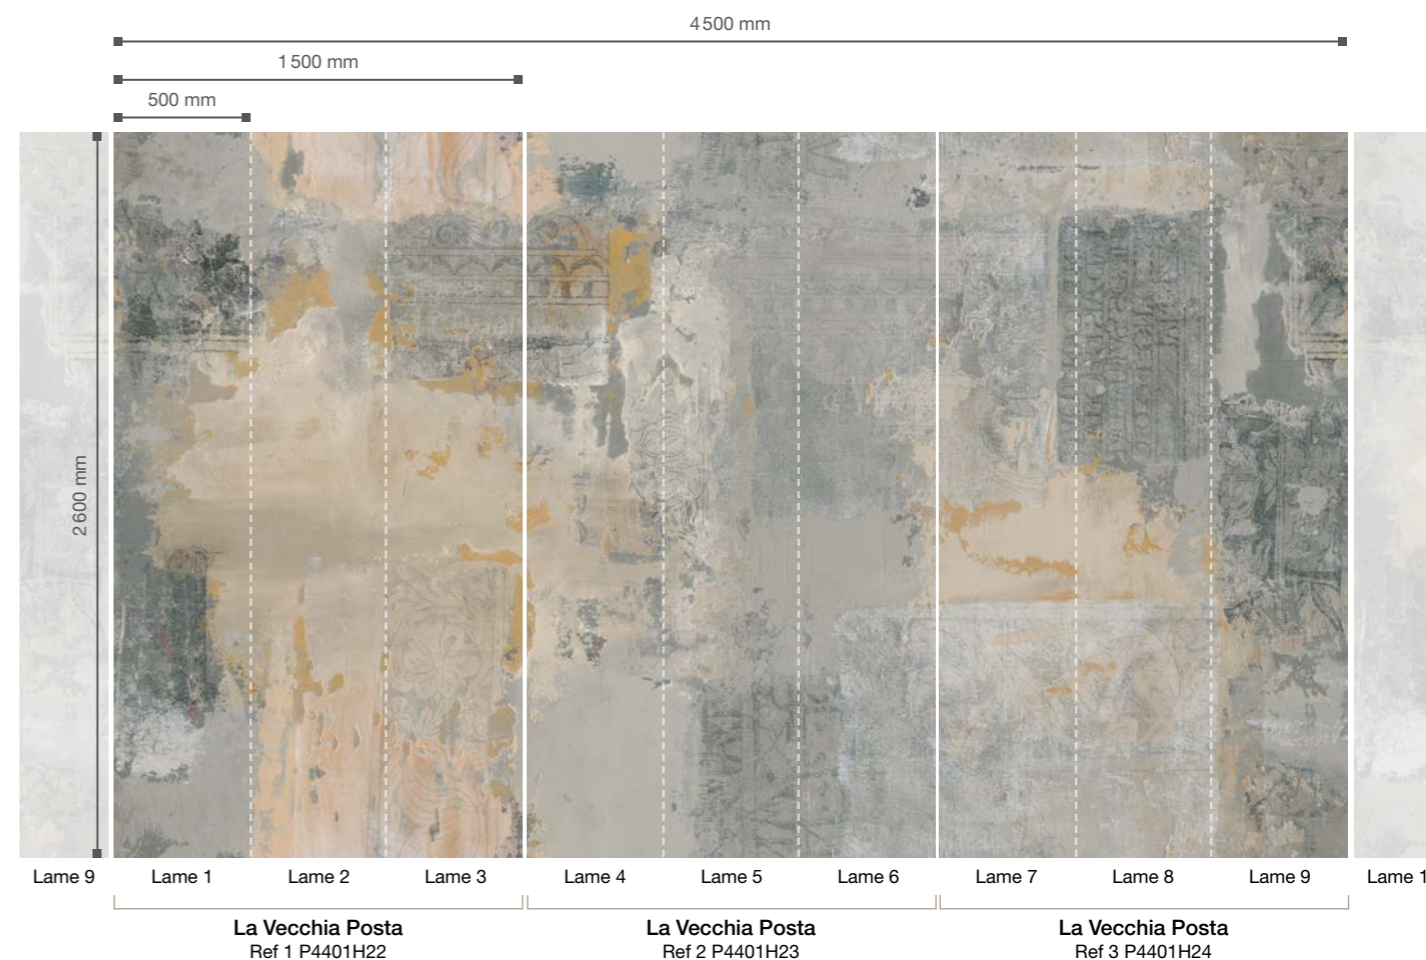 4500 mm
1500 mm
500 mm
2600 mm
Lame 9
Lame 1
Lame 2
Lame 3
Lame 4
Lame 5
Lame 6
Lame 7
Lame 8
Lame 9
Lame 1
La Vecchia Posta
Ref 1 P4401H22
La Vecchia Posta
Ref 2 P4401H23
La Vecchia Posta
Ref 3 P4401H24